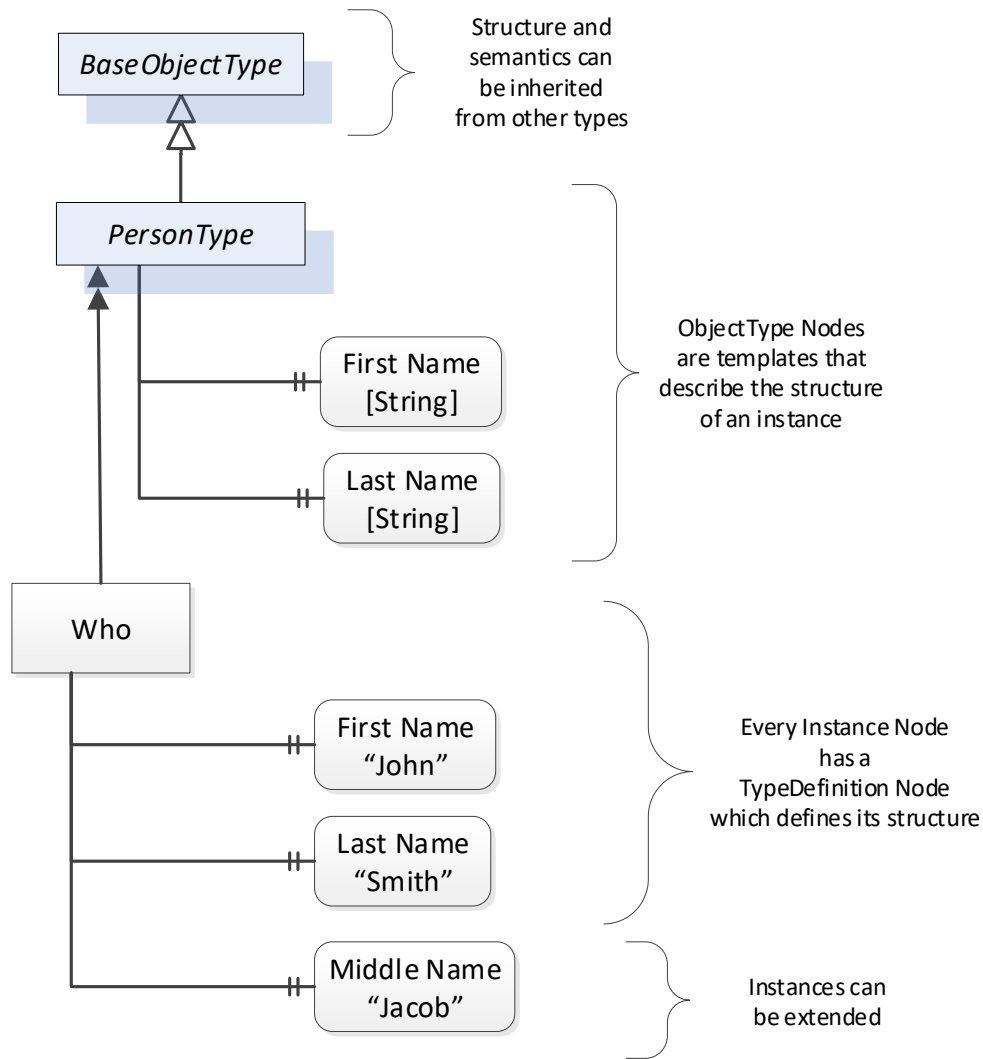 BaseObjectType
Structure and
semantics can
be inherited
from other types
PersonType
First Name
[String]
Last Name
[String]
ObjectType Nodes
are templates that
describe the structure
of an instance
Who
First Name
“John”
Last Name
“Smith”
Every Instance Node
has a
TypeDefinition Node
which defines its structure
Middle Name
“Jacob”
Instances can
be extended